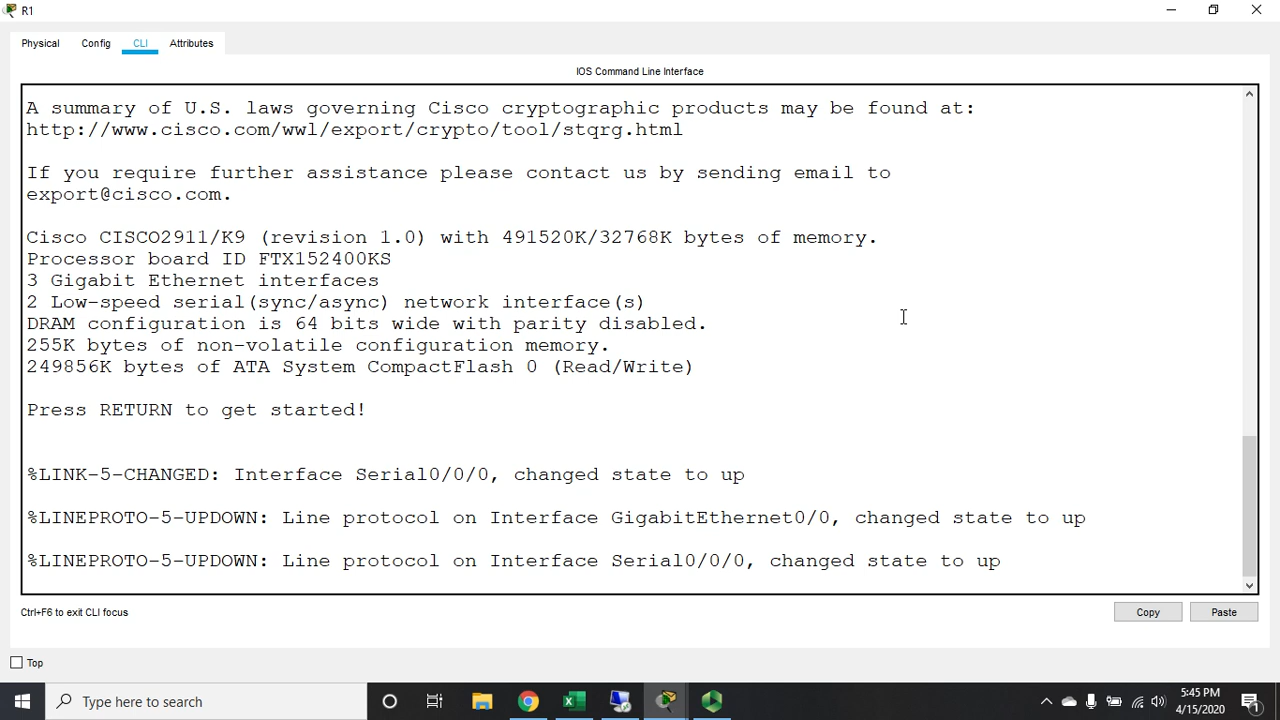 R1
Physical Config CLI Attributes
IOS Command Line Interface
A summary of U.S. laws governing Cisco cryptographic products may be found at:
http://www.cisco.com/wwl/export/crypto/tool/stqrg.html
If you require further assistance please contact us by sending email to
export@cisco.com.
Cisco CISCO2911/K9 (revision 1.0) with 491520K/32768K bytes of memory.
Processor board ID FTX152400KS
3 Gigabit Ethernet interfaces
2 Low-speed serial(sync/async) network interface(s)
DRAM configuration is 64 bits wide with parity disabled.
255K bytes of non-volatile configuration memory.
249856K bytes of ATA System CompactFlash 0 (Read/Write)
Press RETURN to get started!
%LINK-5-CHANGED: Interface Serial0/0/0, changed state to up
%LINEPROTO-5-UPDOWN: Line protocol on Interface GigabitEthernet0/0, changed state to up
%LINEPROTO-5-UPDOWN: Line protocol on Interface Serial0/0/0, changed state to up
Ctrl+F6 to exit CLI focus
Copy Paste
Top
Type here to search
5:45 PM
4/15/2020
1